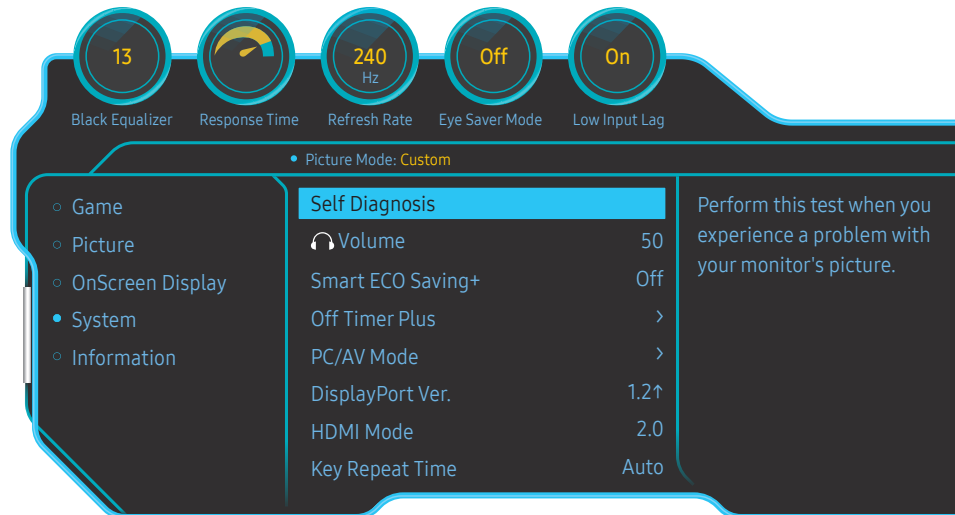 13
240
Hz
Off
On
Black Equalizer
Response Time
Refresh Rate
Eye Saver Mode
Low Input Lag
Picture Mode: Custom
Game
Picture
OnScreen Display
System
Information
Self Diagnosis
Volume 50
Smart ECO Saving+ Off
Off Timer Plus >
PC/AV Mode >
DisplayPort Ver. 1.2↑
HDMI Mode 2.0
Key Repeat Time Auto
Perform this test when you
experience a problem with
your monitor's picture.